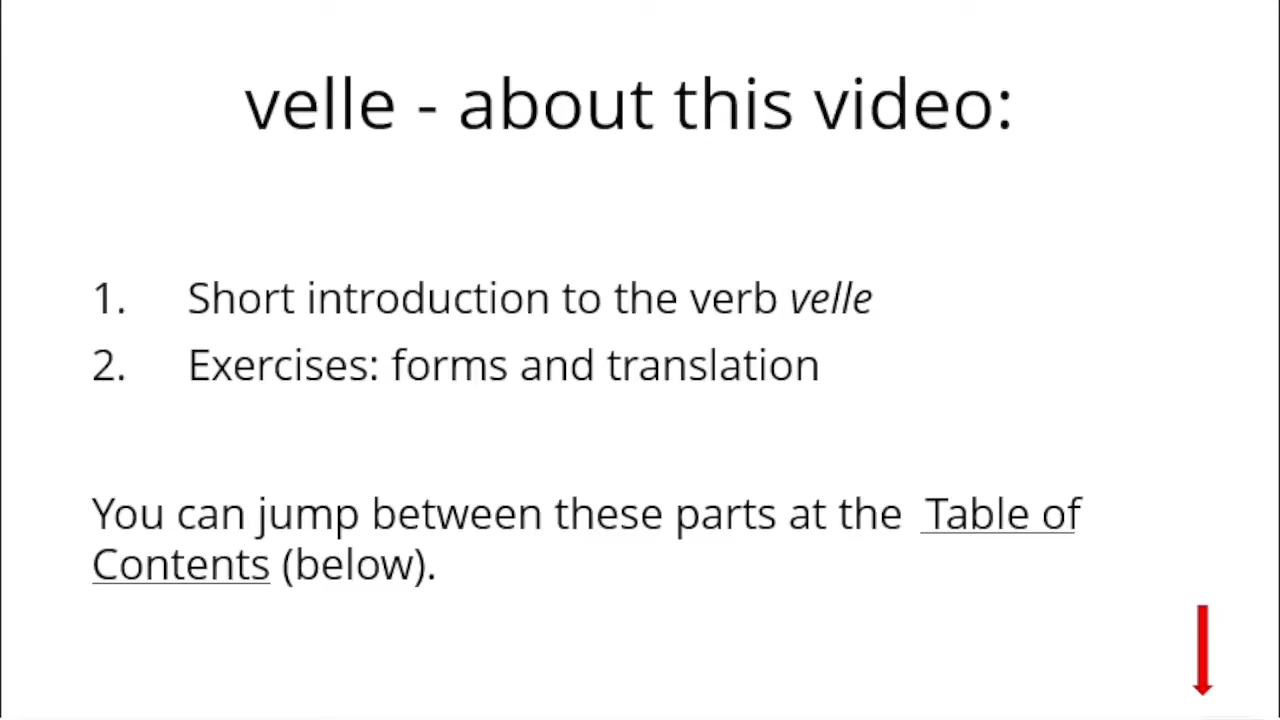 velle - about this video:
1. Short introduction to the verb velle
2. Exercises: forms and translation
You can jump between these parts at the Table of
Contents (below).